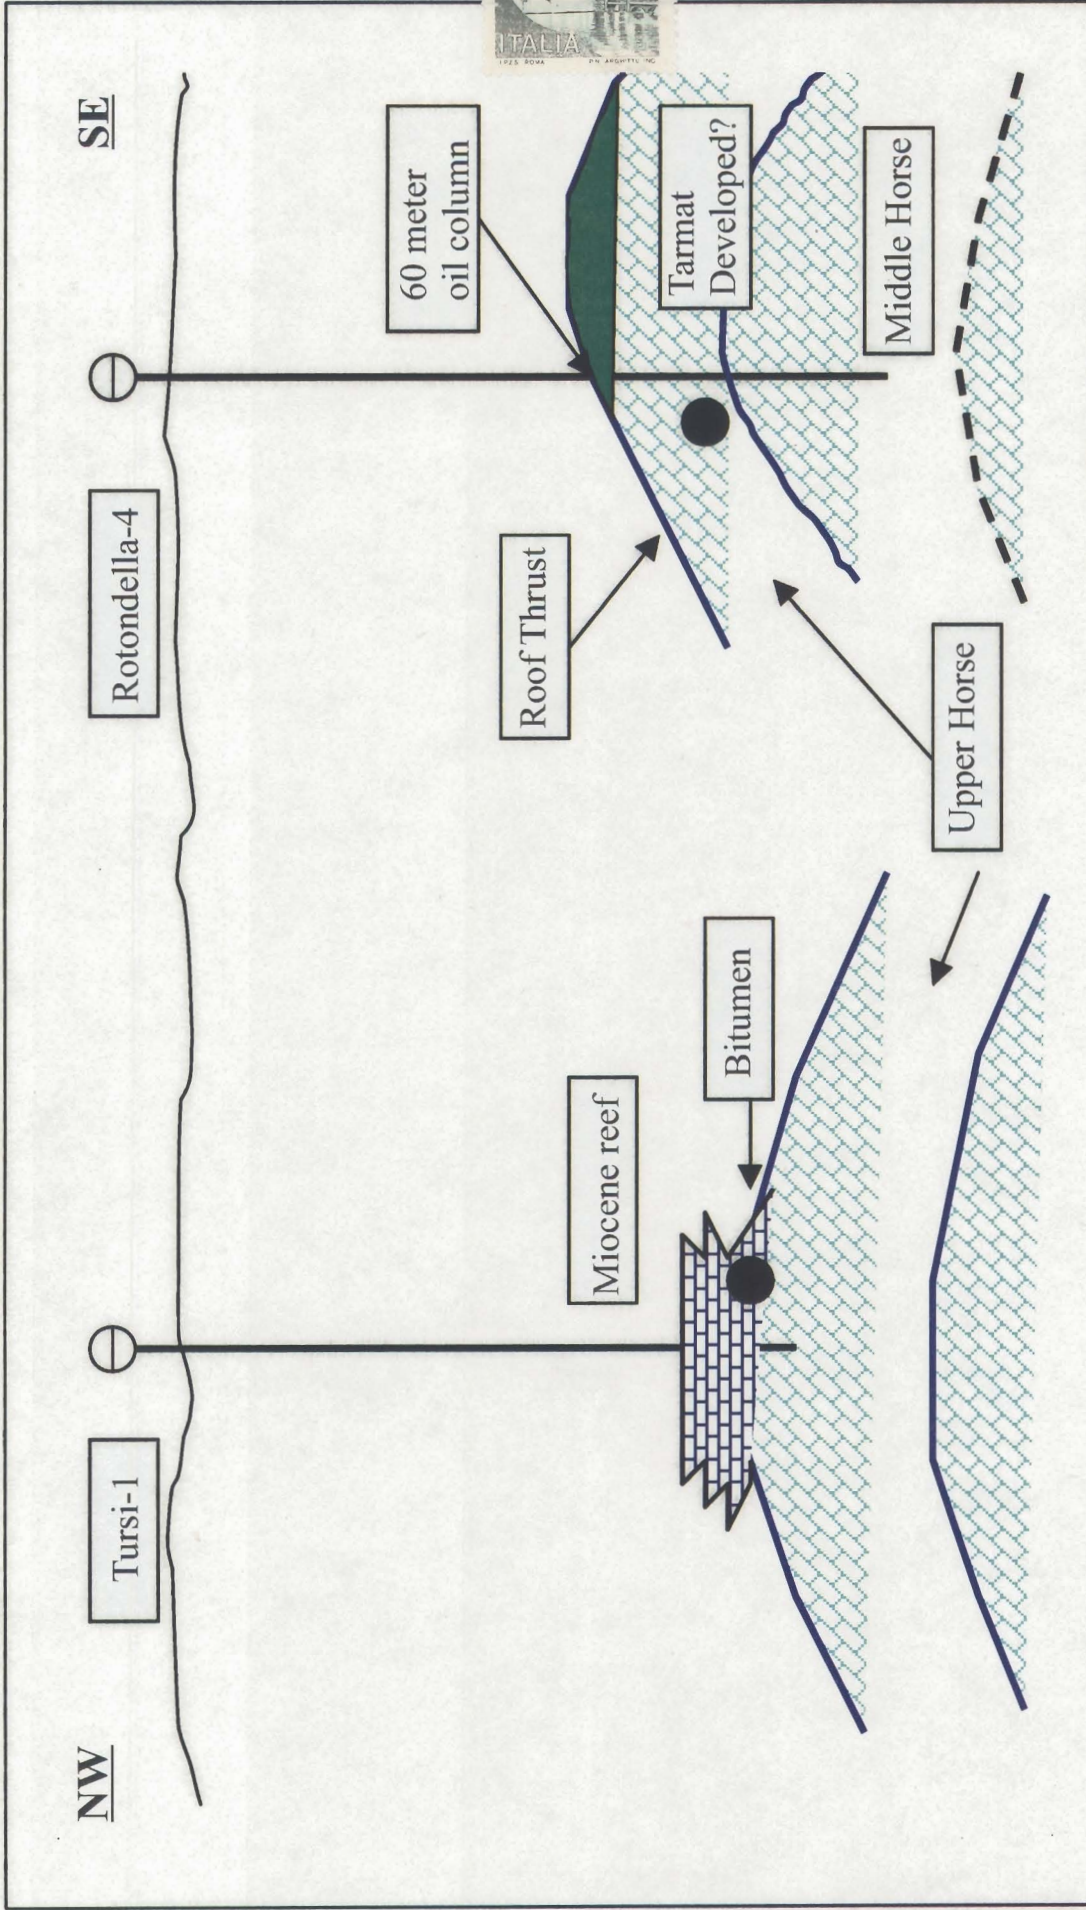 NW
SE
Tursi-1
Rotondella-4
60 meter
oil column
Roof Thrust
Miocene reef
Tarmat
Developed?
Bitumen
Middle Horse
Upper Horse
ITALIA